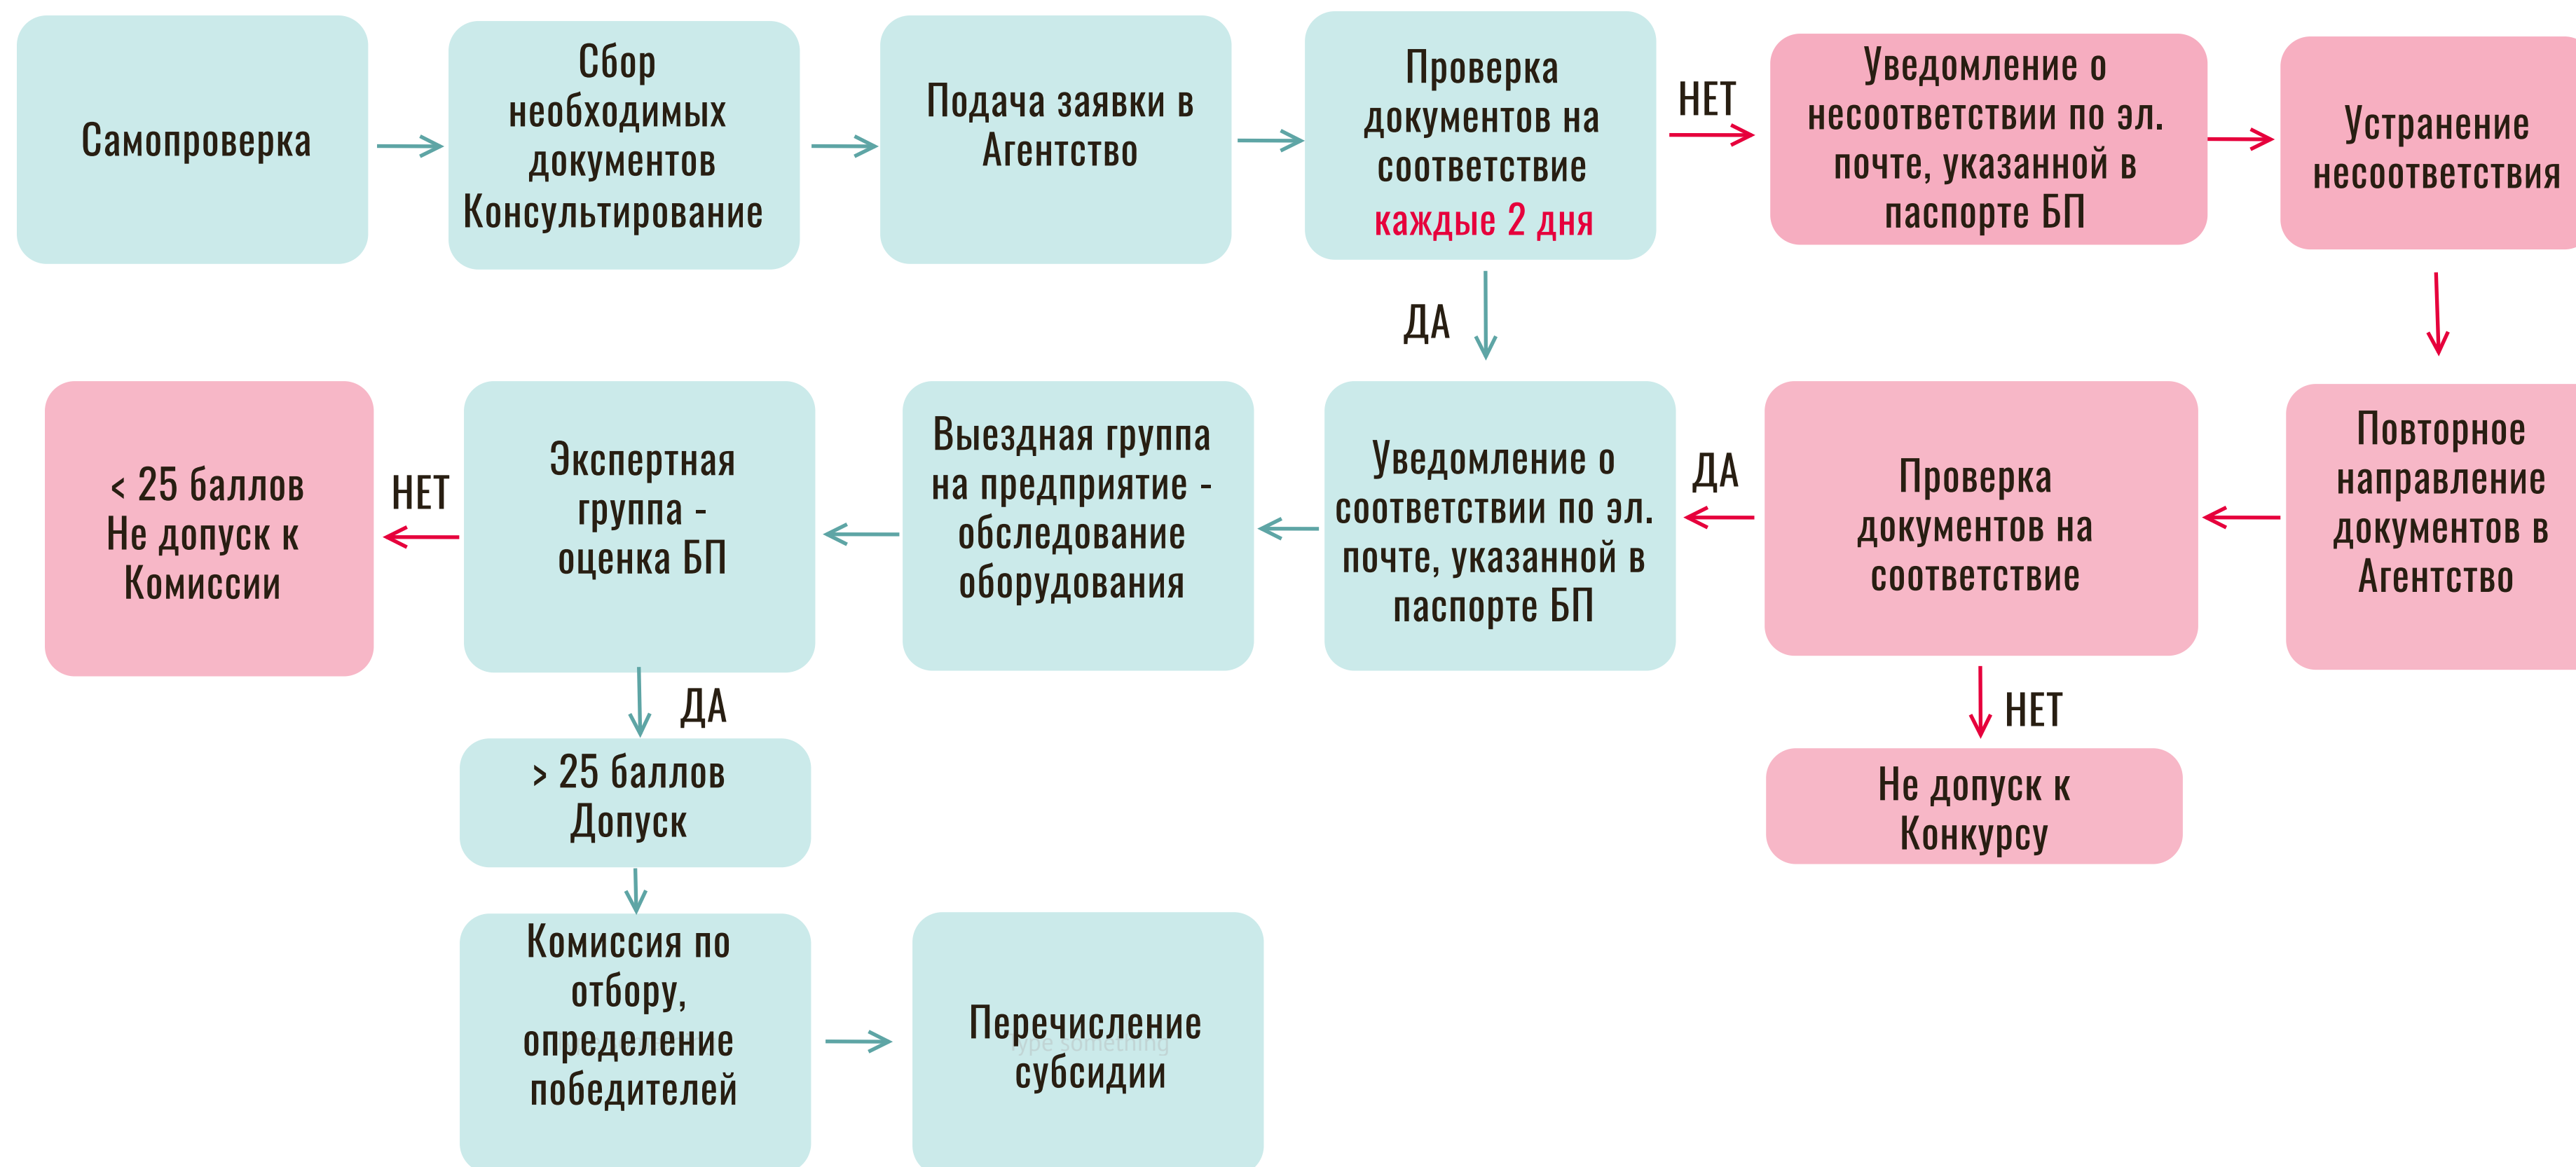 Самопроверка
Сбор
необходимых
документов
Консультирование
Подача заявки в
Агентство
Проверка
документов на
соответствие
каждые 2 дня
НЕТ
Уведомление о
несоответствии по эл.
почте, указанной в
паспорте БП
Устранение
несоответствия
ДА
< 25 баллов
Не допуск к
Комиссии
НЕТ
Экспертная
группа -
оценка БП
Выездная группа
на предприятие -
обследование
оборудования
Уведомление о
соответствии по эл.
почте, указанной в
паспорте БП
ДА
Проверка
документов на
соответствие
Повторное
направление
документов в
Агентство
ДА
НЕТ
> 25 баллов
Допуск
Не допуск к
Конкурсу
Комиссия по
отбору,
определение
победителей
Перечисление
Type something
субсидии